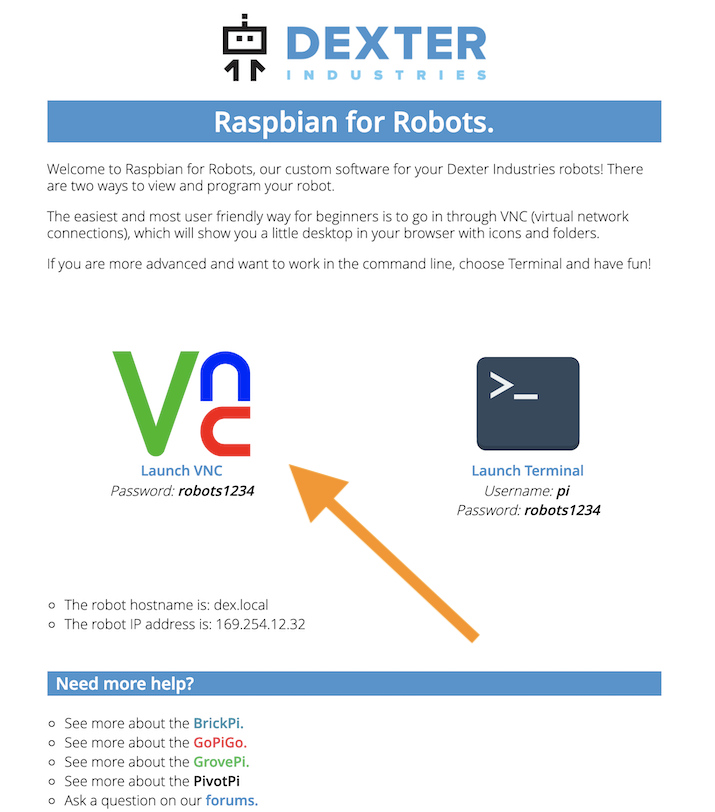 DEXTER
INDUSTRIES
Raspbian for Robots.
Welcome to Raspbian for Robots, our custom software for your Dexter Industries robots! There
are two ways to view and program your robot.
The easiest and most user friendly way for beginners is to go in through VNC (virtual network
connections), which will show you a little desktop in your browser with icons and folders.
If you are more advanced and want to work in the command line, choose Terminal and have fun!
Vnc
>_
Launch VNC
Password: robots1234
Launch Terminal
Username: pi
Password: robots1234
The robot hostname is: dex.local
The robot IP address is: 169.254.12.32
Need more help?
See more about the BrickPi.
See more about the GoPiGo.
See more about the GrovePi.
See more about the PivotPi
Ask a question on our forums.